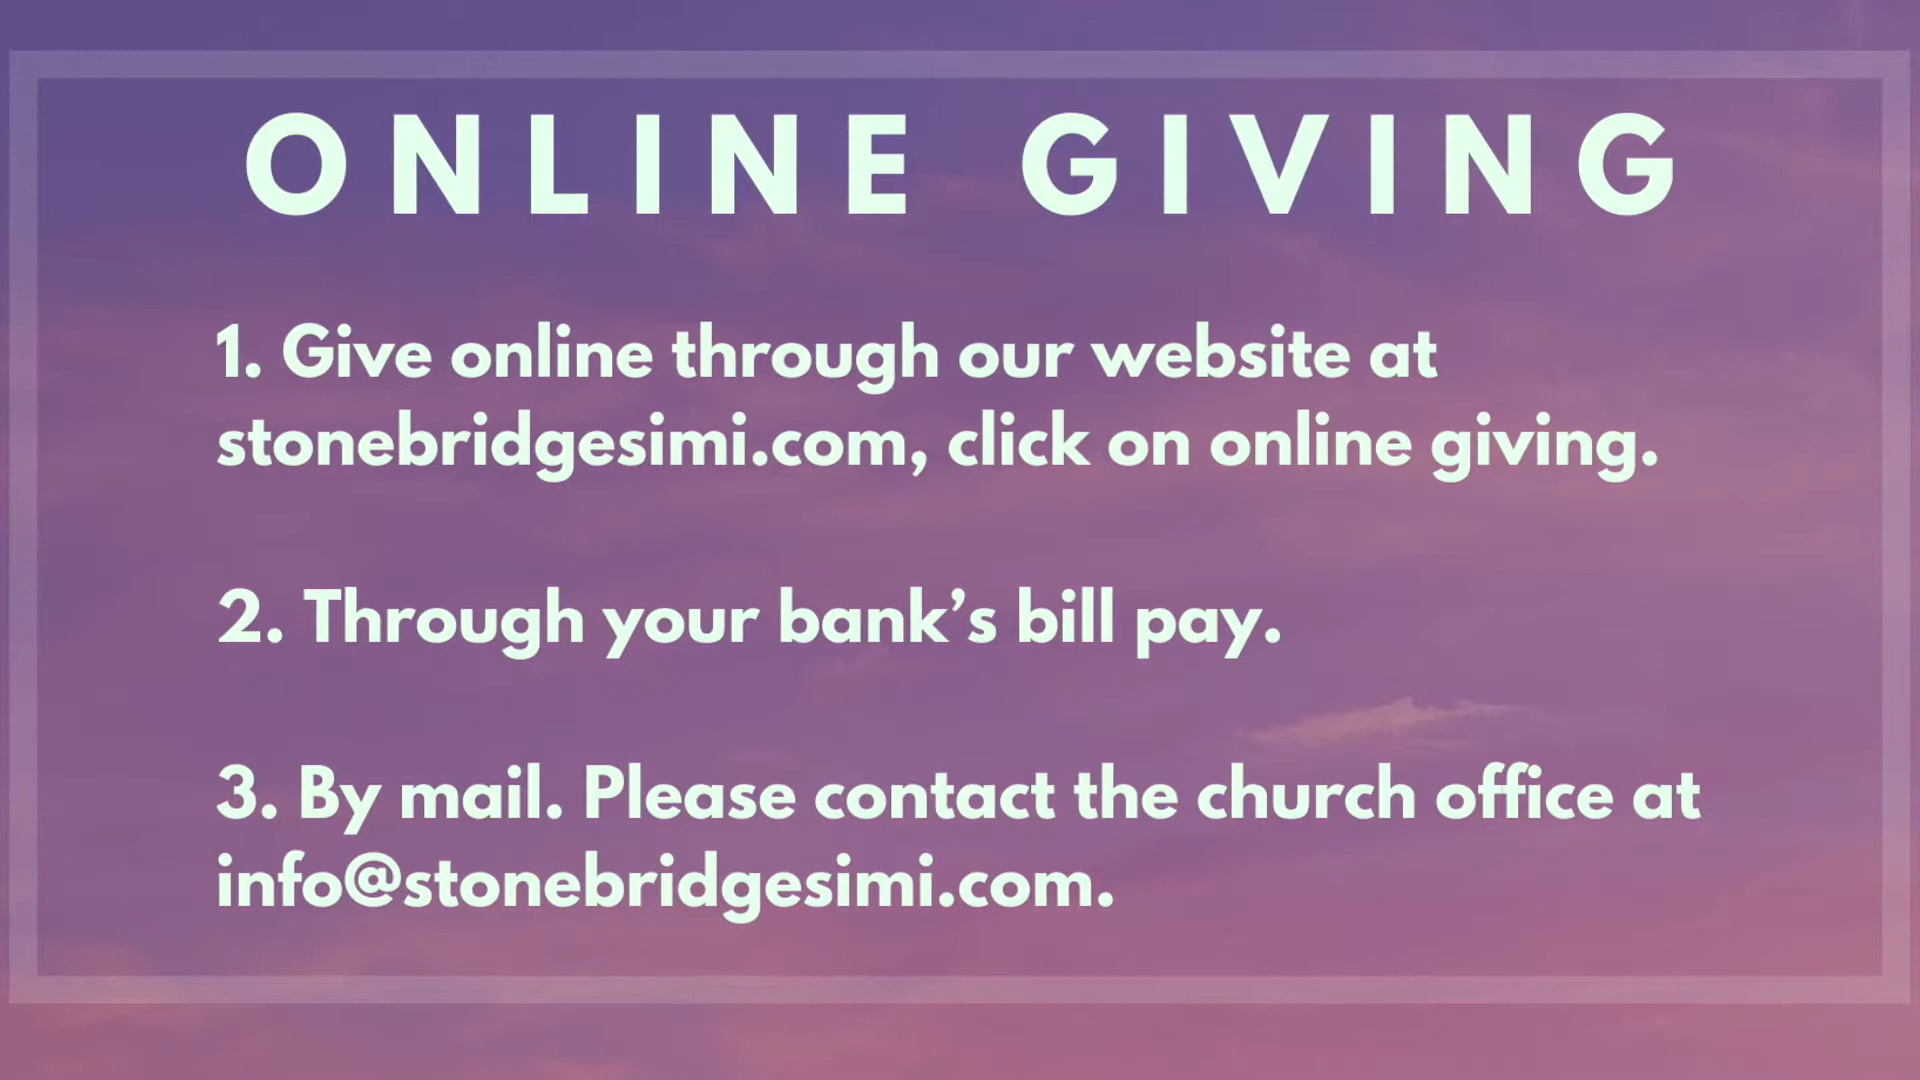 ONLINE GIVING
1. Give online through our website at
stonebridgesimi.com, click on online giving.
2. Through your bank’s bill pay.
3. By mail. Please contact the church office at
info@stonebridgesimi.com.